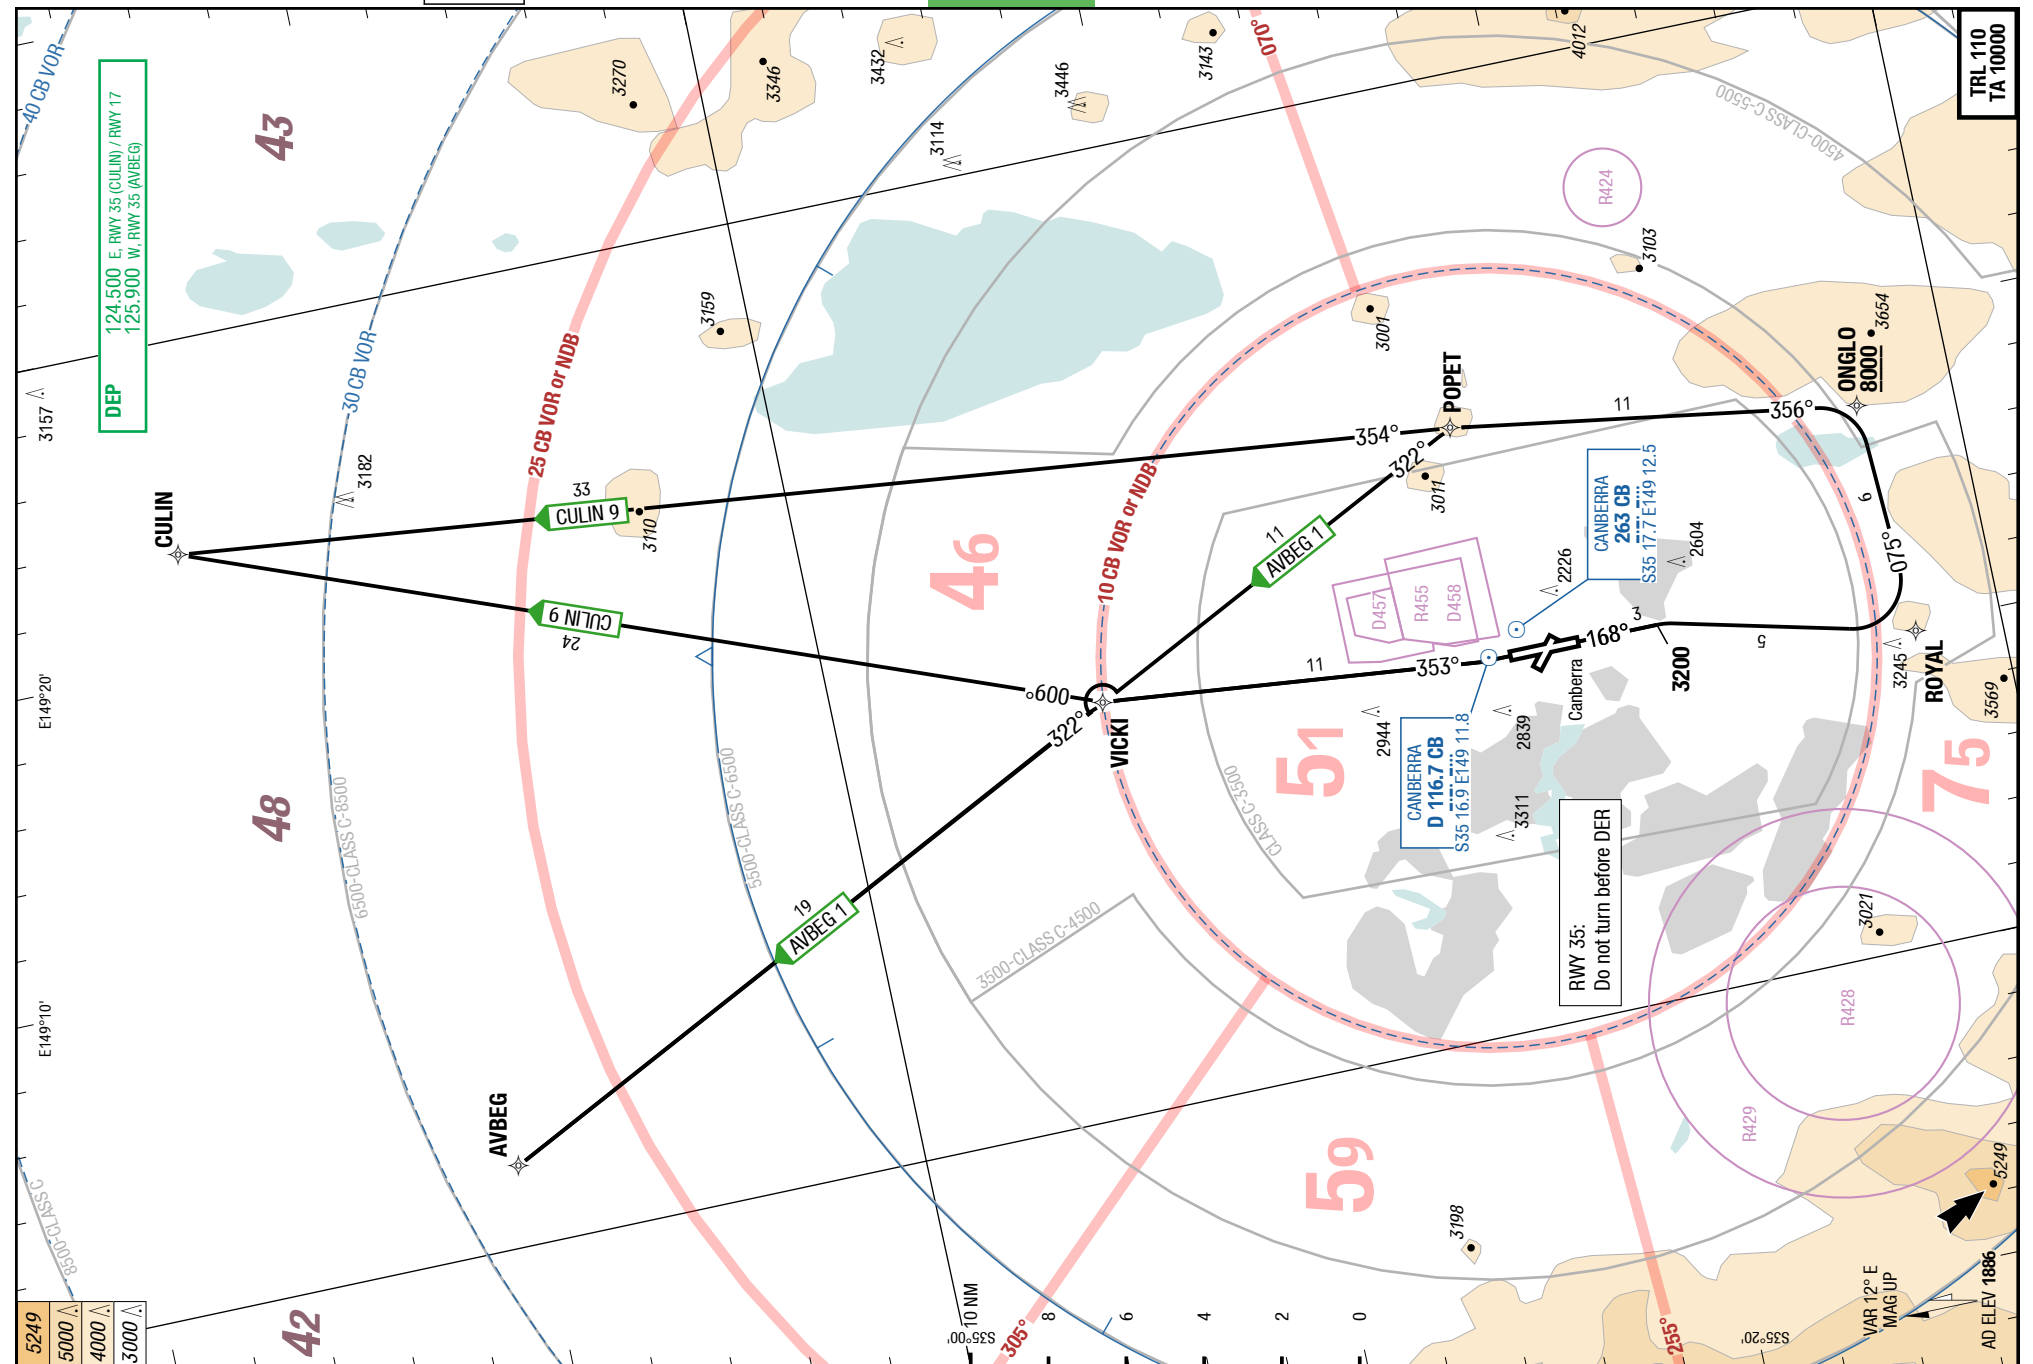 40 CB VOR
DEP
124.500 E, RWY 35 (CULIN) / RWY 17
125.900 W, RWY 35 (AVBEG)
43
3270
3346
3432
3446
3143
070°
4012
TRL 110
TA 10000
3114
4500-CLASS C-5500
R424
3157
30 CB VOR
3182
25 CB VOR or NDB
3159
3001
3103
3654
ONGLO
8000
CULIN
33
CULIN 9
3110
354°
POPET
11
356°
322°
3011
10 CB VOR or NDB
11
AVBEG 1
CANBERRA
263 CB
S35 17.7 E149 12.5
9
075°
46
D457
R455
D458
2226
2604
CULIN 9
24
009°
11
353°
168°
3
3200
5
3245
ROYAL
3569
E149°20'
VICKI
322°
Canberra
2944
2839
3311
CANBERRA
D 116.7 CB
S35 16.9 E149 11.8
51
75
CLASS C-3500
48
6500-CLASS C-8500
5500-CLASS C-6500
19
AVBEG 1
3500-CLASS C-4500
RWY 35:
Do not turn before DER
3021
R428
E149°10'
AVBEG
R429
59
3198
5249
8500-CLASS C
42
5249
5000
4000
3000
S35°00'
10 NM
8
6
4
2
0
305°
255°
S35°20'
VAR 12° E
MAG UP
AD ELEV 1886